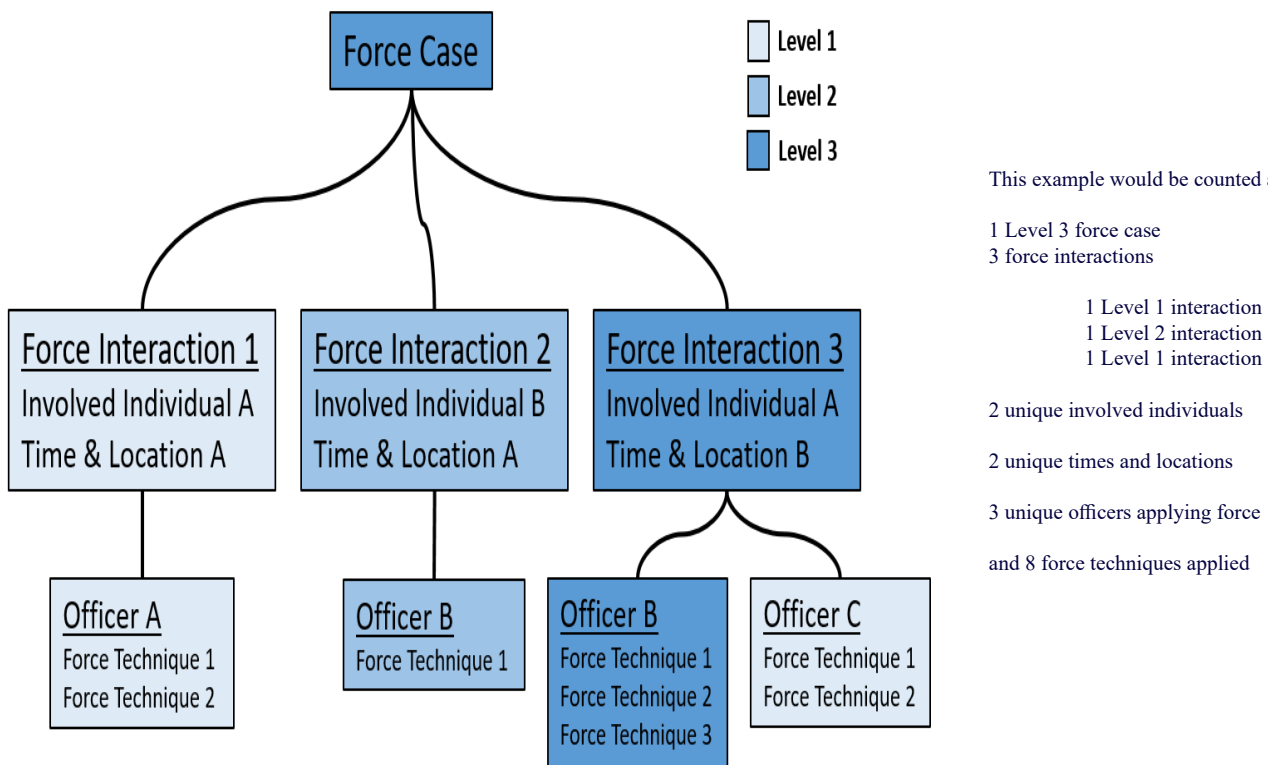 Force Case
Level 1
Level 2
Level 3
This example would be counted
1 Level 3 force case
3 force interactions
1 Level 1 interaction
1 Level 2 interaction
1 Level 1 interaction
2 unique involved individuals
2 unique times and locations
3 unique officers applying force
and 8 force techniques applied
Force Interaction 1
Involved Individual A
Time & Location A
Force Interaction 2
Involved Individual B
Time & Location A
Force Interaction 3
Involved Individual A
Time & Location B
Officer A
Force Technique 1
Force Technique 2
Officer B
Force Technique 1
Officer B
Force Technique 1
Force Technique 2
Force Technique 3
Officer C
Force Technique 1
Force Technique 2